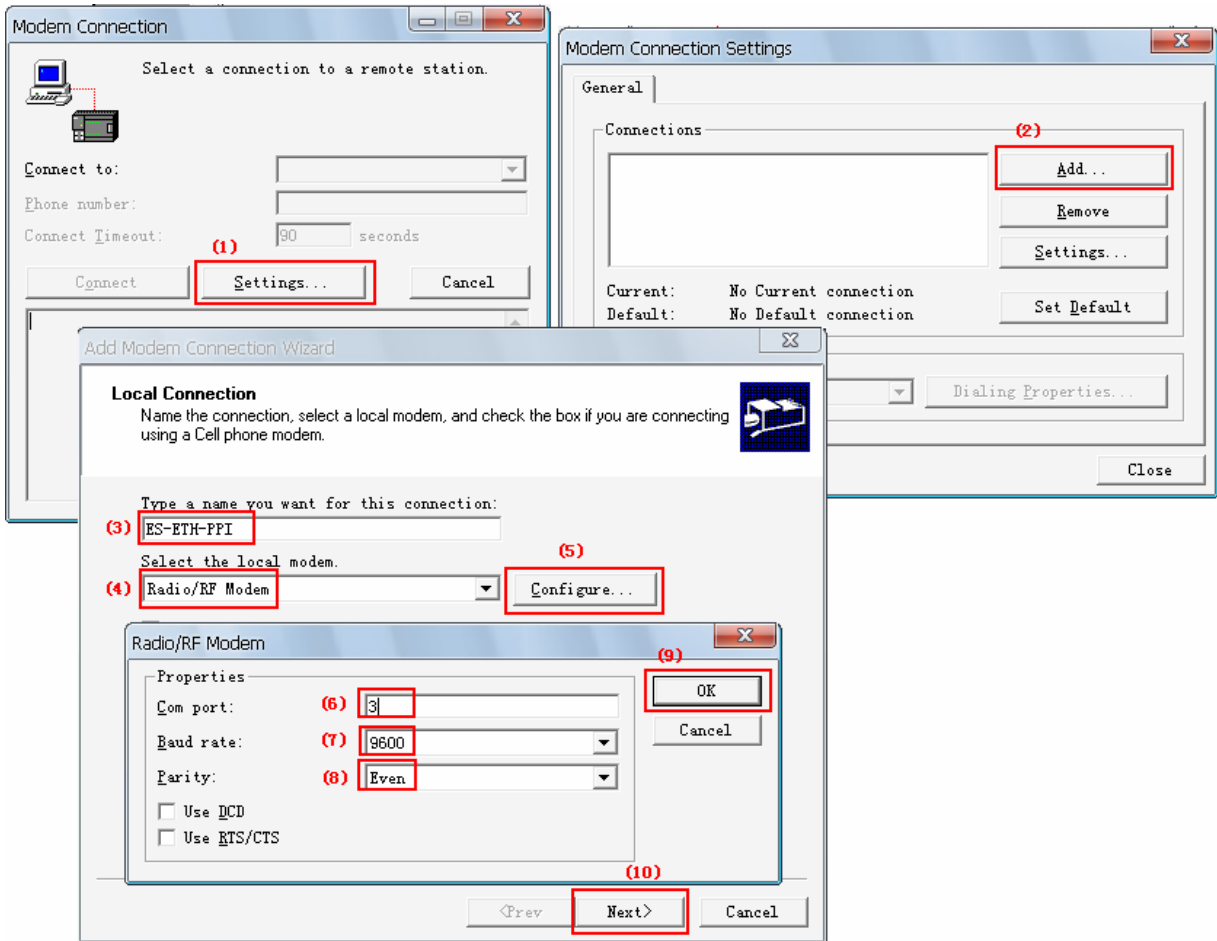 Modem Connection
Select a connection to a remote station.
Connect to:
Phone number:
Connect Timeout:
90
seconds
(1)
Connect
Settings...
Cancel
Modem Connection Settings
General
Connections
(2)
Add...
Remove
Settings...
Current: No Current connection
Set Default
Default: No Default connection
Dialing Properties...
Close
Add Modem Connection Wizard
Local Connection
Name the connection, select a local modem, and check the box if you are connecting
using a Cell phone modem.
Type a name you want for this connection:
(3) ES-ETH-PPI
Select the local modem.
(5)
(4) Radio/RF Modem
Configure...
Radio/RF Modem
(9)
Properties
OK
Com port: (6) 3
Cancel
Baud rate: (7) 9600
Parity: (8) Even
Use DCD
Use RTS/CTS
(10)
<Prev
Next>
Cancel